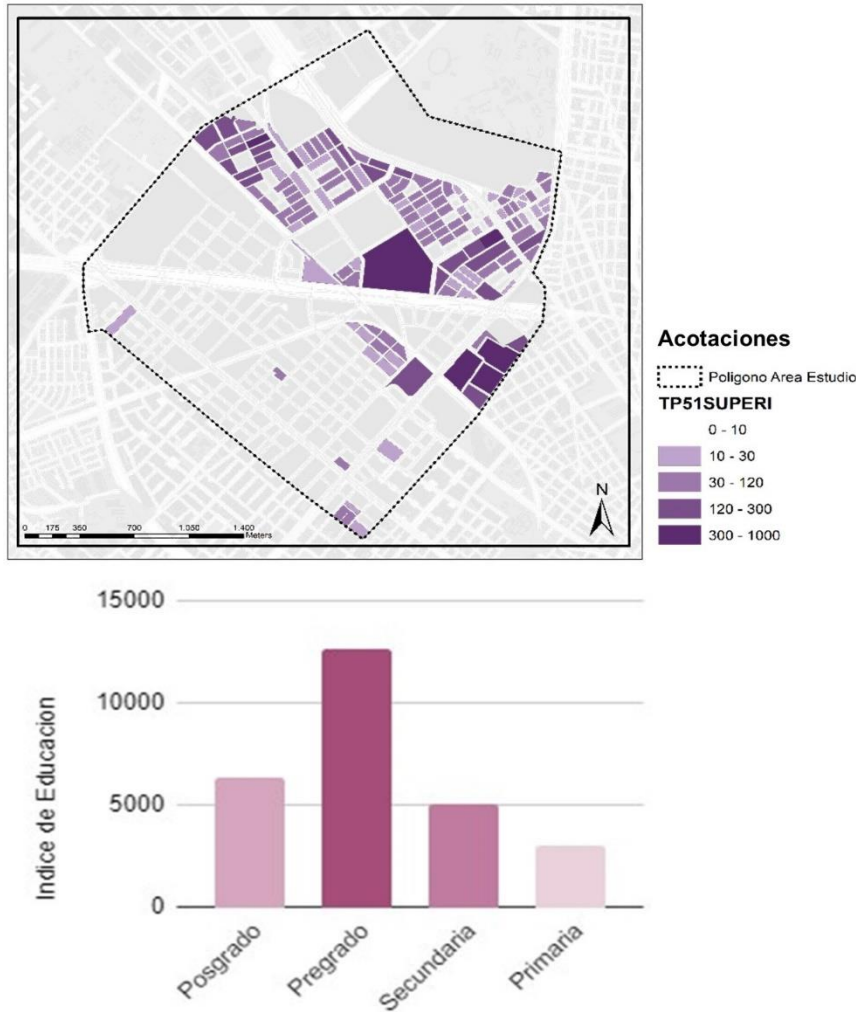 Acotaciones
Poligono Area Estudio
TP51SUPERI
0 - 10
10 - 30
30 - 120
120 - 300
300 - 1000
N
0 175 350 700 1.050 1.400
Meters
15000
10000
5000
0
Indice de Educacion
Posgrado
Pregrado
Secundaria
Primaria